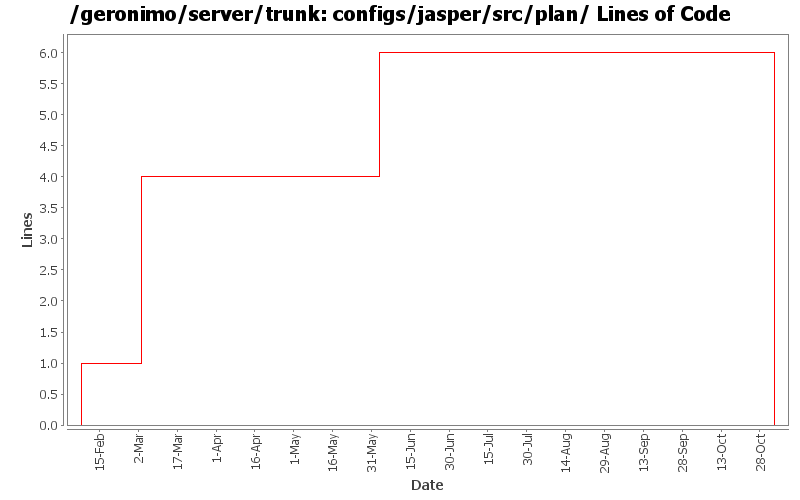 /geronimo/server/trunk: configs/jasper/src/plan/ Lines of Code
6.0
5.5
5.0
4.5
4.0
3.5
3.0
2.5
2.0
1.5
1.0
0.5
0.0
Lines
15-Feb
2-Mar
17-Mar
1-Apr
16-Apr
1-May
16-May
31-May
15-Jun
30-Jun
15-Jul
30-Jul
14-Aug
29-Aug
13-Sep
28-Sep
13-Oct
28-Oct
Date